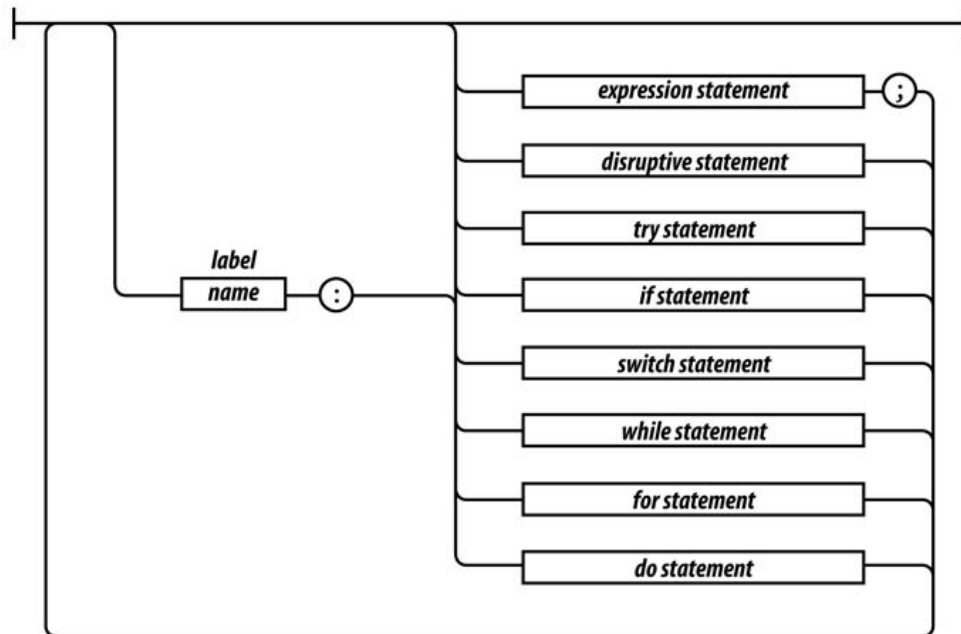 expression statement ;
disruptive statement
try statement
label
name :
if statement
switch statement
while statement
for statement
do statement